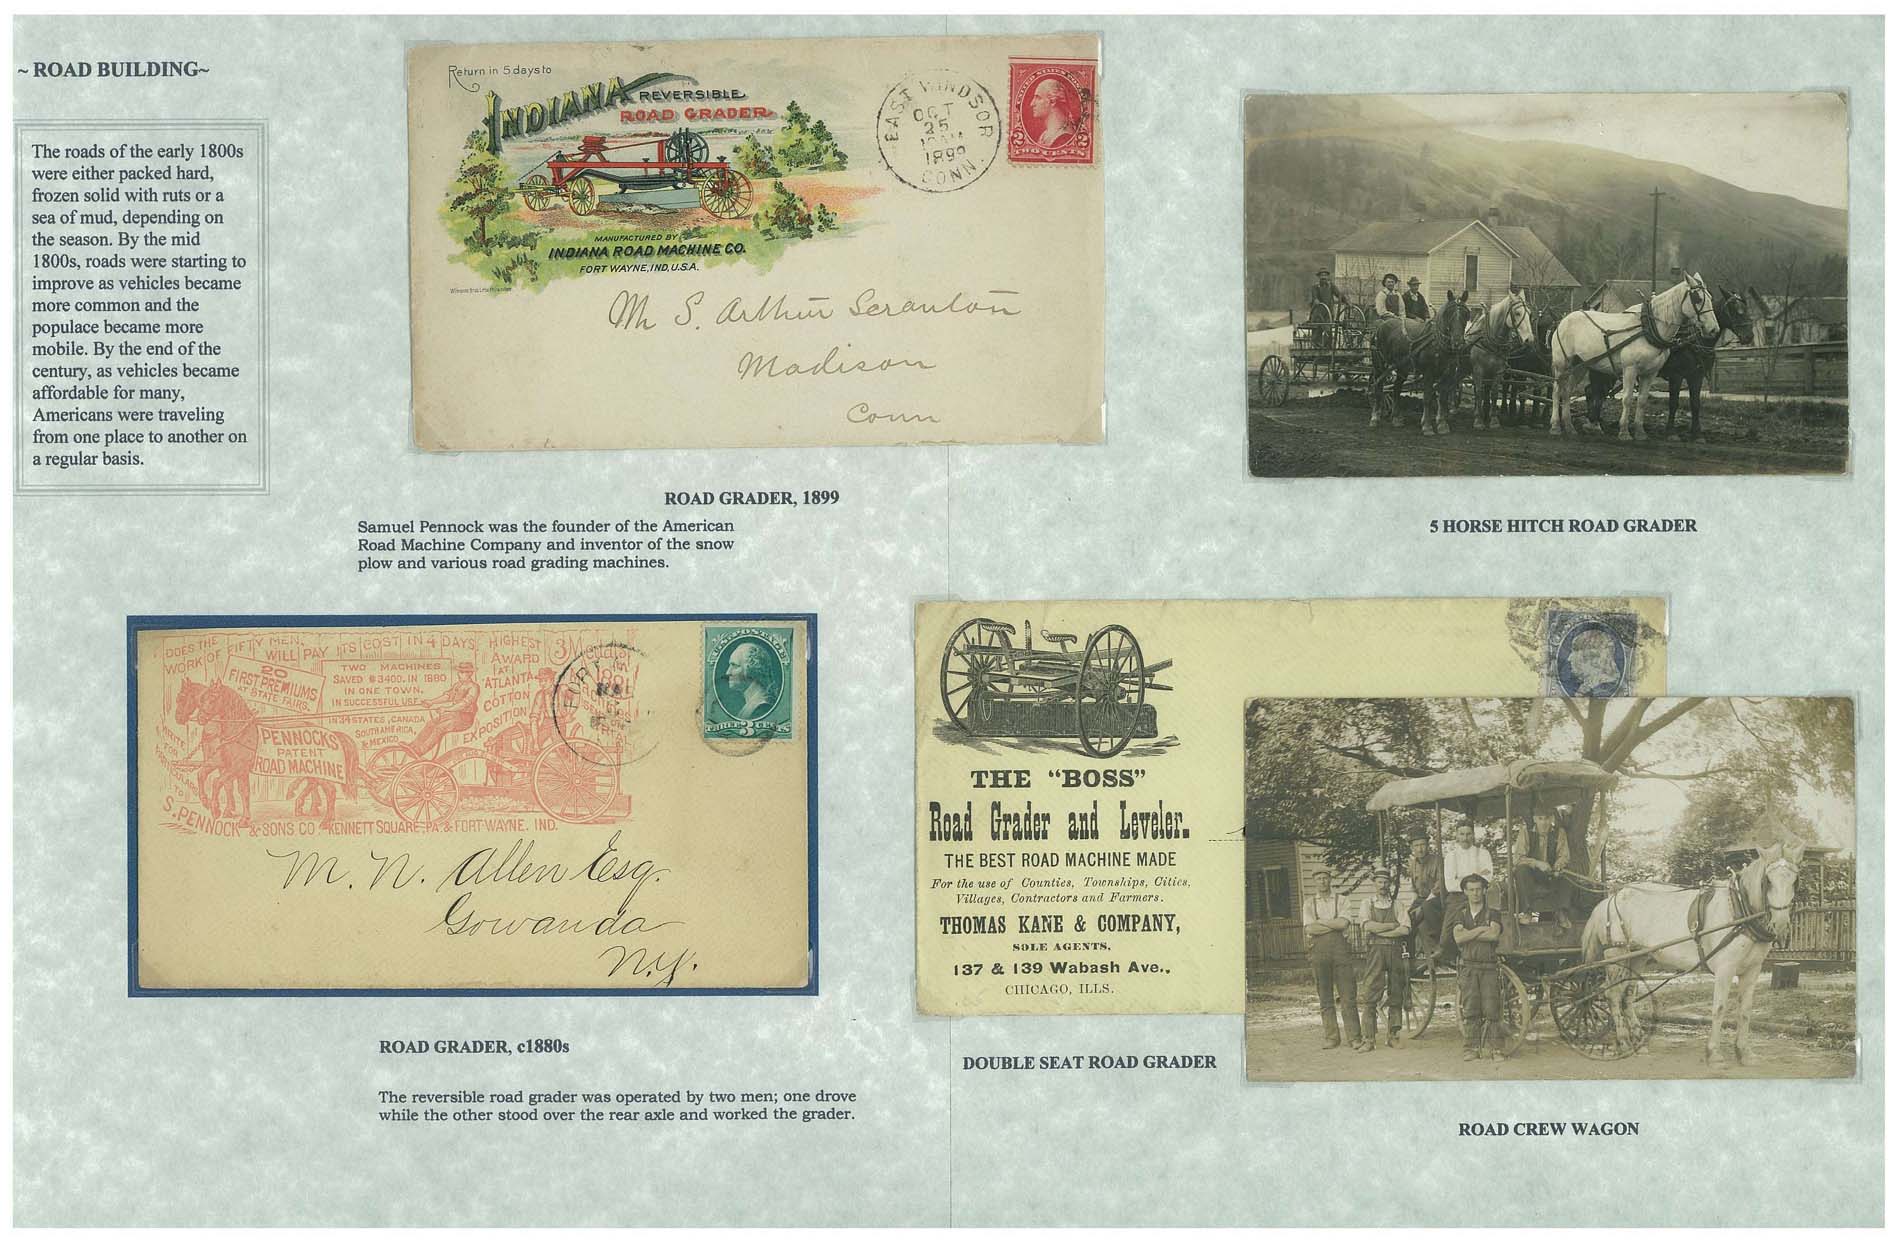 ~ ROAD BUILDING~
The roads of the early 1800s
were either packed hard,
frozen solid with ruts or a
sea of mud, depending on
the season. By the mid
1800s, roads were starting to
improve as vehicles became
more common and the
populace became more
mobile. By the end of the
century, as vehicles became
affordable for many,
Americans were traveling
from one place to another on
a regular basis.
Return in 5 days to
INDIANA
REVERSIBLE
ROAD GRADER
MANUFACTURED BY
INDIANA ROAD MACHINE CO.
FORT WAYNE, IND, U.S.A.
EAST WINDSOR
OCT
25
1899
CONN.
2 2
TWO CENTS
Mr S. Arthur Scranton
Madison
Conn
ROAD GRADER, 1899
Samuel Pennock was the founder of the American
Road Machine Company and inventor of the snow
plow and various road grading machines.
5 HORSE HITCH ROAD GRADER
DOES THE
WORK OF FIFTY MEN.
WILL PAY ITS COST IN 4 DAYS
HIGHEST
AWARD
AT
ATLANTA
COTTON
EXPOSITION
3 Medals
in
1881
20
FIRST PREMIUMS
AT STATE FAIRS.
TWO MACHINES
SAVED $3400. IN 1880
IN ONE TOWN.
IN SUCCESSFUL USE
IN 34 STATES, CANADA
SOUTH AMERICA,
& MEXICO
PENNOCKS
PATENT
ROAD MACHINE
WRITE
FOR
PARTICULARS
TO
S. PENNOCK & SONS CO. KENNETT SQUARE, PA. & FORT-WAYNE. IND.
FORT
U.S. POSTAGE
THREE 3 CENTS
M. N. Allen Esq.
Gowanda
N.Y.
ROAD GRADER, c1880s
The reversible road grader was operated by two men; one drove
while the other stood over the rear axle and worked the grader.
THE "BOSS"
Road Grader and Leveler.
THE BEST ROAD MACHINE MADE
For the use of Counties, Townships, Cities,
Villages, Contractors and Farmers.
THOMAS KANE & COMPANY,
SOLE AGENTS,
137 & 139 Wabash Ave.,
CHICAGO, ILLS.
DOUBLE SEAT ROAD GRADER
ROAD CREW WAGON